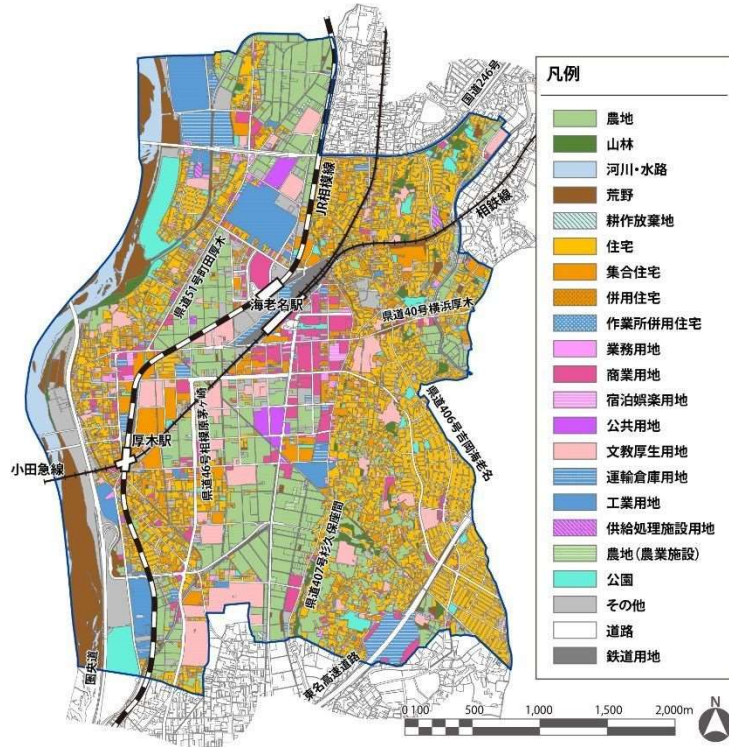 国道246号
凡例
農地
山林
河川・水路
荒野
耕作放棄地
住宅
集合住宅
併用住宅
作業所併用住宅
業務用地
商業用地
宿泊娯楽用地
公共用地
文教厚生用地
運輸倉庫用地
工業用地
供給処理施設用地
農地(農業施設)
公園
その他
道路
鉄道用地
JR相模線
相鉄線
県道51号町田厚木
海老名駅
県道40号横浜厚木
県道406号吉岡海老名
厚木駅
小田急線
県道46号相模原茅ヶ崎
県道407号杉久保座間
圏央道
東名高速道路
0 100 500 1,000 1,500 2,000m
N